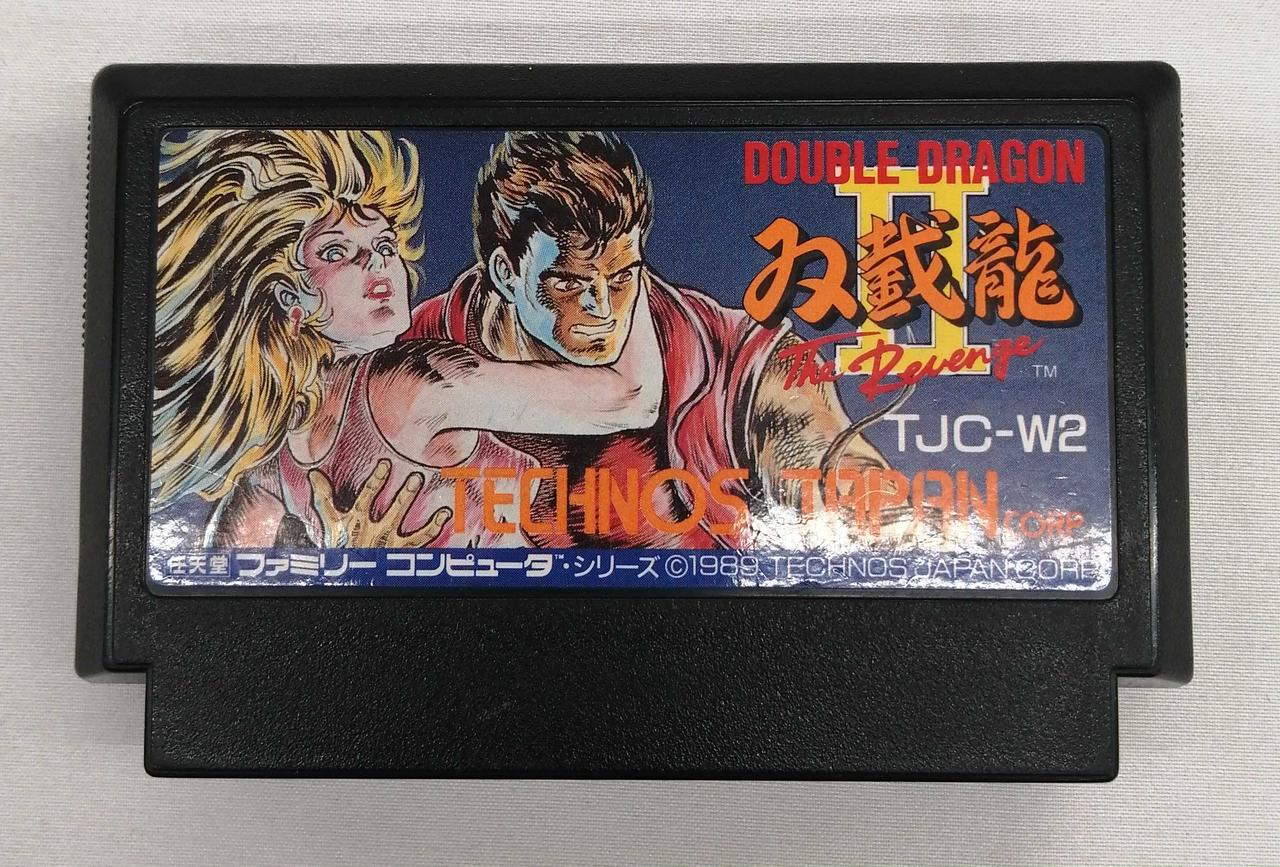 DOUBLE DRAGON
II
双截龍
The Revenge
TM
TJC-W2
TECHNOS JAPAN CORP
任天堂 ファミリー コンピュータ™・シリーズ ©1989 TECHNOS JAPAN CORP